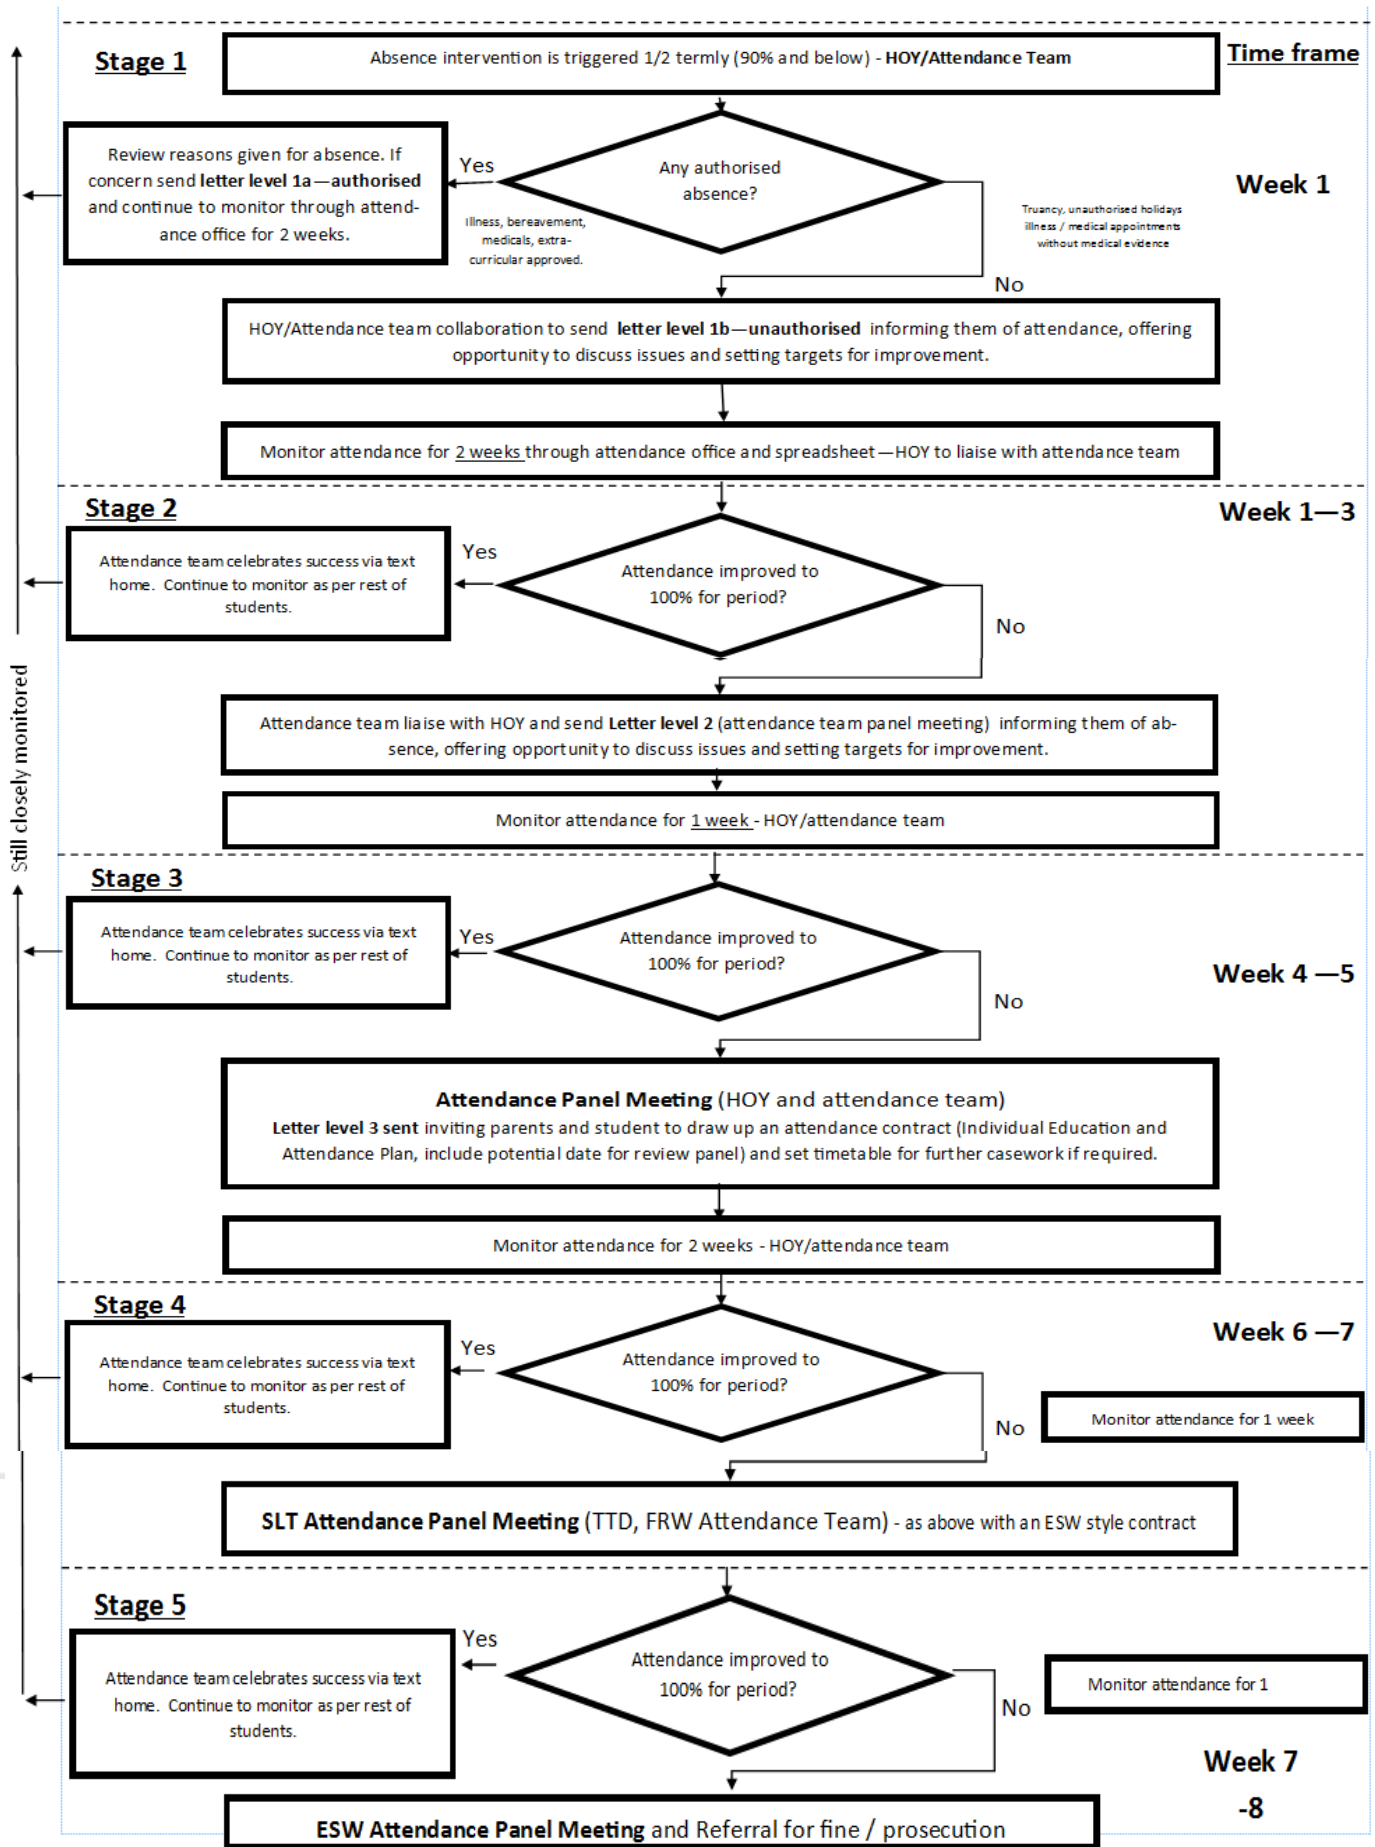 Stage 1
Absence intervention is triggered 1/2 termly (90% and below) - HOY/Attendance Team
Time frame
Review reasons given for absence. If
concern send letter level 1a—authorised
and continue to monitor through attend-
ance office for 2 weeks.
Yes
Any authorised
absence?
Week 1
Illness, bereavement,
medicals, extra-
curricular approved.
Truancy, unauthorised holidays
illness / medical appointments
without medical evidence
No
HOY/Attendance team collaboration to send letter level 1b—unauthorised informing them of attendance, offering
opportunity to discuss issues and setting targets for improvement.
Monitor attendance for 2 weeks through attendance office and spreadsheet—HOY to liaise with attendance team
Stage 2
Week 1—3
Attendance team celebrates success via text
home. Continue to monitor as per rest of
students.
Yes
Attendance improved to
100% for period?
No
Still closely monitored
Attendance team liaise with HOY and send Letter level 2 (attendance team panel meeting) informing them of ab-
sence, offering opportunity to discuss issues and setting targets for improvement.
Monitor attendance for 1 week - HOY/attendance team
Stage 3
Attendance team celebrates success via text
home. Continue to monitor as per rest of
students.
Yes
Attendance improved to
100% for period?
Week 4 —5
No
Attendance Panel Meeting (HOY and attendance team)
Letter level 3 sent inviting parents and student to draw up an attendance contract (Individual Education and
Attendance Plan, include potential date for review panel) and set timetable for further casework if required.
Monitor attendance for 2 weeks - HOY/attendance team
Stage 4
Week 6 —7
Attendance team celebrates success via text
home. Continue to monitor as per rest of
students.
Yes
Attendance improved to
100% for period?
No
Monitor attendance for 1 week
SLT Attendance Panel Meeting (TTD, FRW Attendance Team) - as above with an ESW style contract
Stage 5
Attendance team celebrates success via text
home. Continue to monitor as per rest of
students.
Yes
Attendance improved to
100% for period?
No
Monitor attendance for 1
Week 7
-8
ESW Attendance Panel Meeting and Referral for fine / prosecution